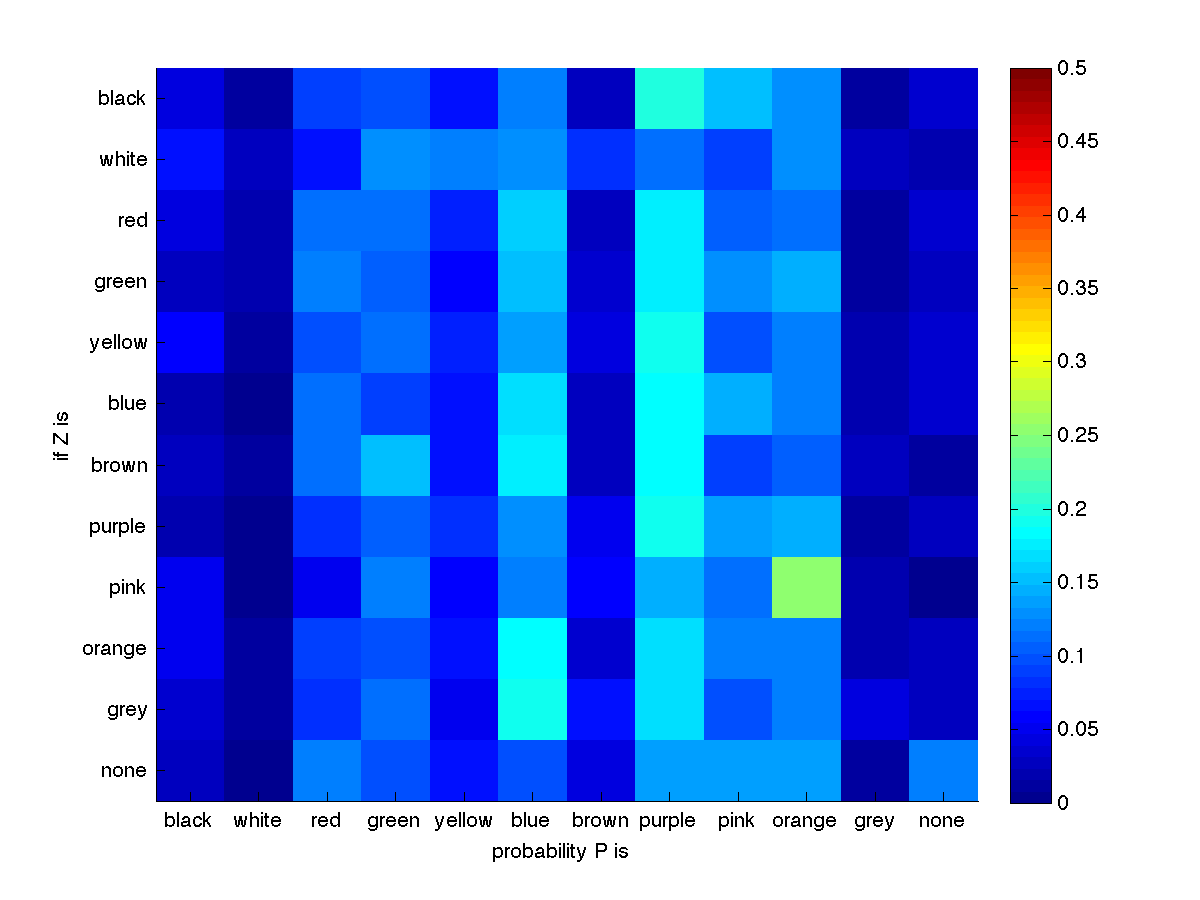 0.5
black
0.45
white
0.4
red
0.35
green
0.3
yellow
0.25
blue
if Z is
brown
0.2
purple
0.15
pink
0.1
orange
0.05
grey
none
0
black white red green yellow blue brown purple pink orange grey none
probability P is